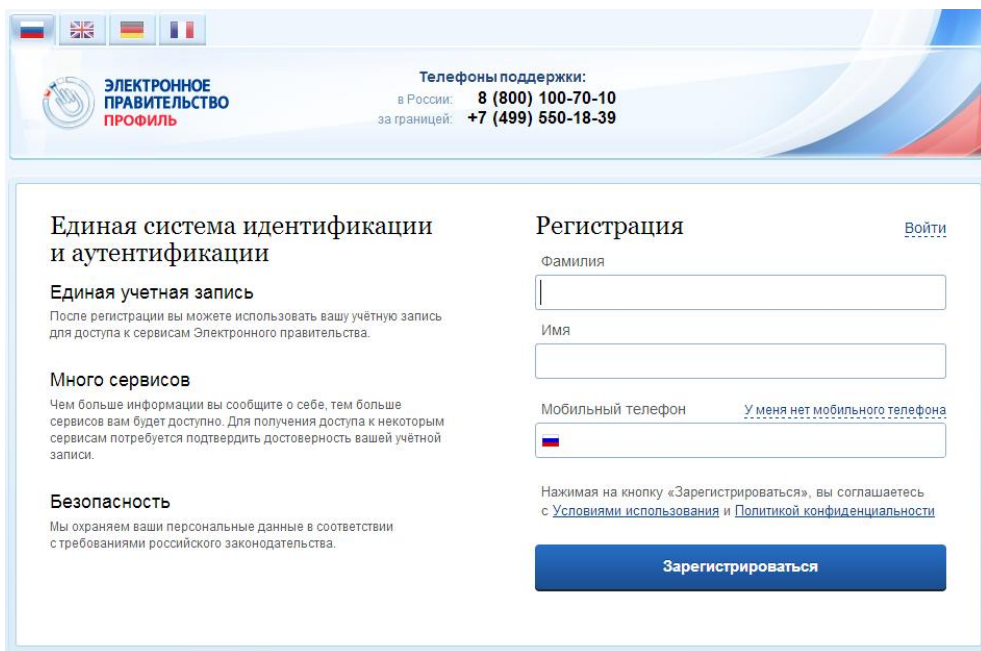 ЭЛЕКТРОННОЕ
ПРАВИТЕЛЬСТВО
ПРОФИЛЬ
Телефоны поддержки:
в России: 8 (800) 100-70-10
за границей: +7 (499) 550-18-39
Единая система идентификации
и аутентификации
Единая учетная запись
После регистрации вы можете использовать вашу учётную запись
для доступа к сервисам Электронного правительства.
Много сервисов
Чем больше информации вы сообщите о себе, тем больше
сервисов вам будет доступно. Для получения доступа к некоторым
сервисам потребуется подтвердить достоверность вашей учётной
записи.
Безопасность
Мы охраняем ваши персональные данные в соответствии
с требованиями российского законодательства.
Регистрация
Войти
Фамилия
Имя
Мобильный телефон
У меня нет мобильного телефона
Нажимая на кнопку «Зарегистрироваться», вы соглашаетесь
с Условиями использования и Политикой конфиденциальности
Зарегистрироваться